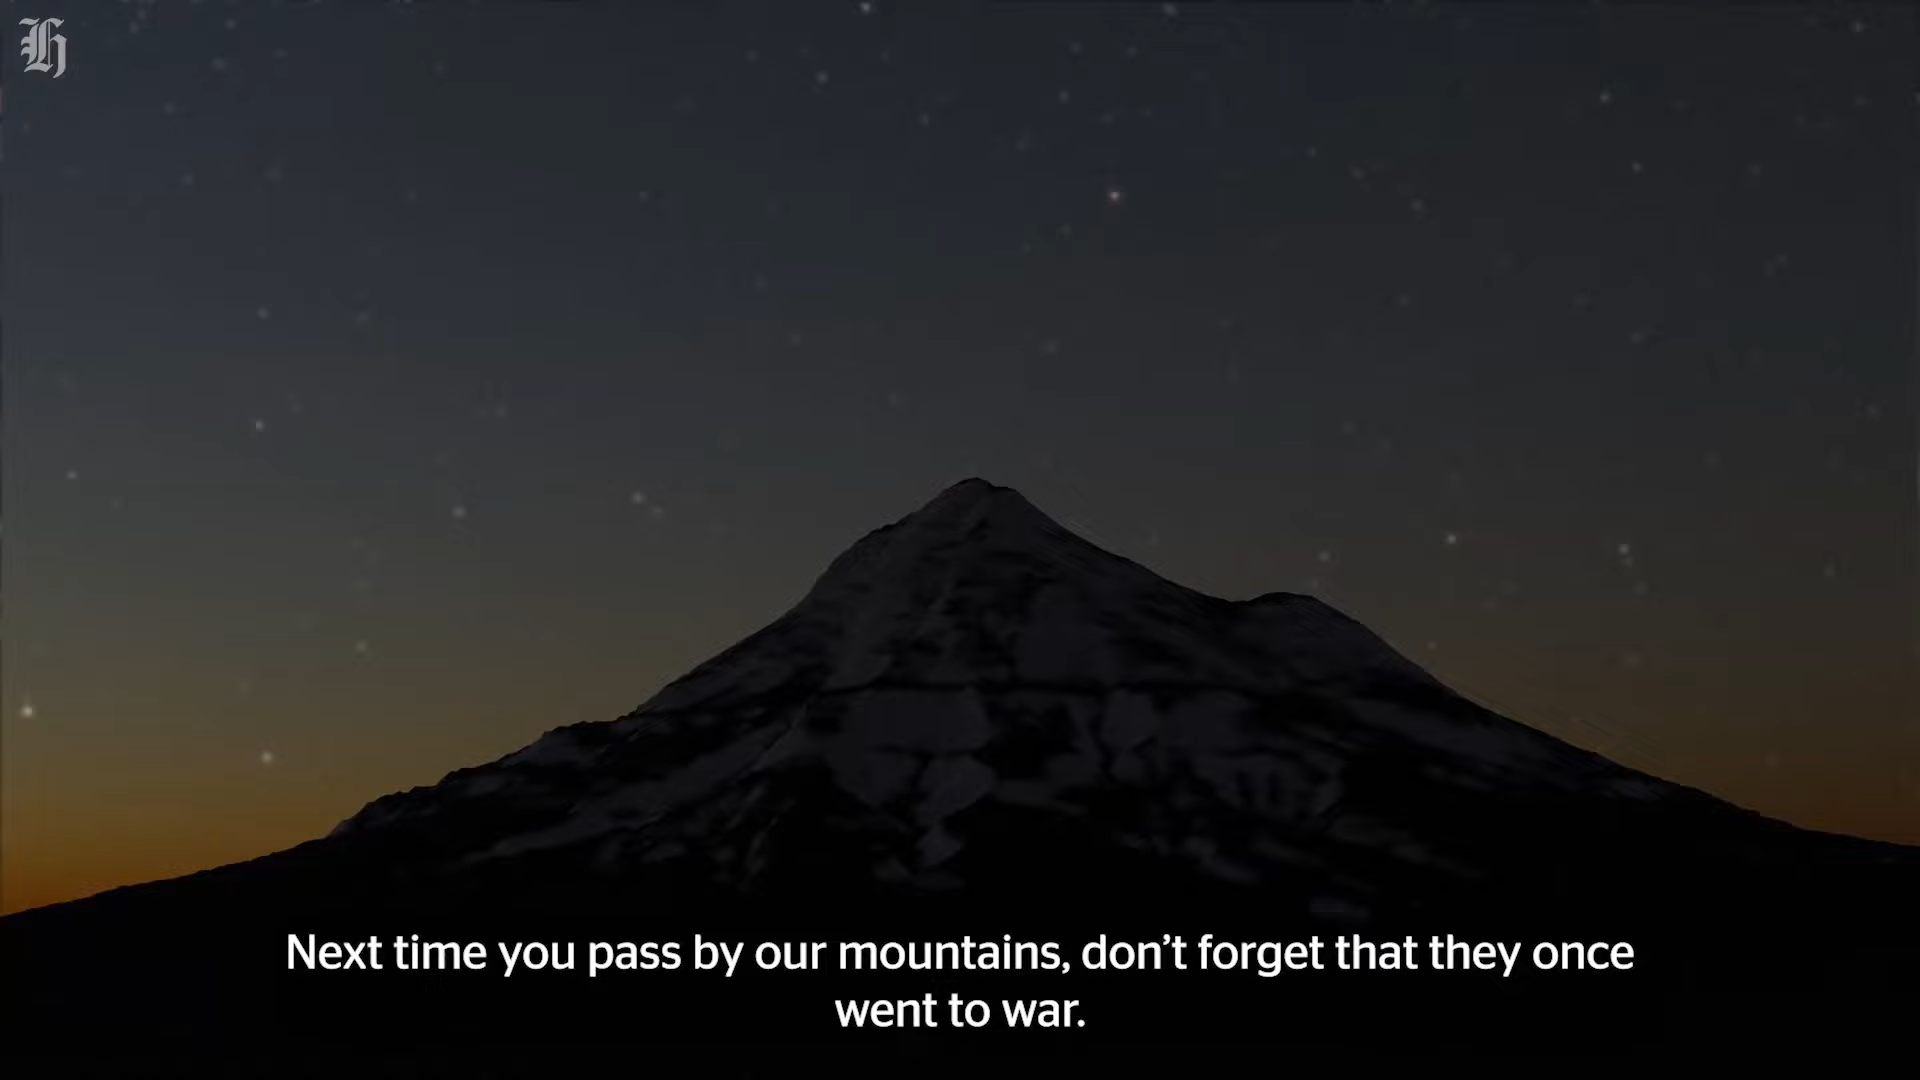 H
Next time you pass by our mountains, don’t forget that they once
went to war.